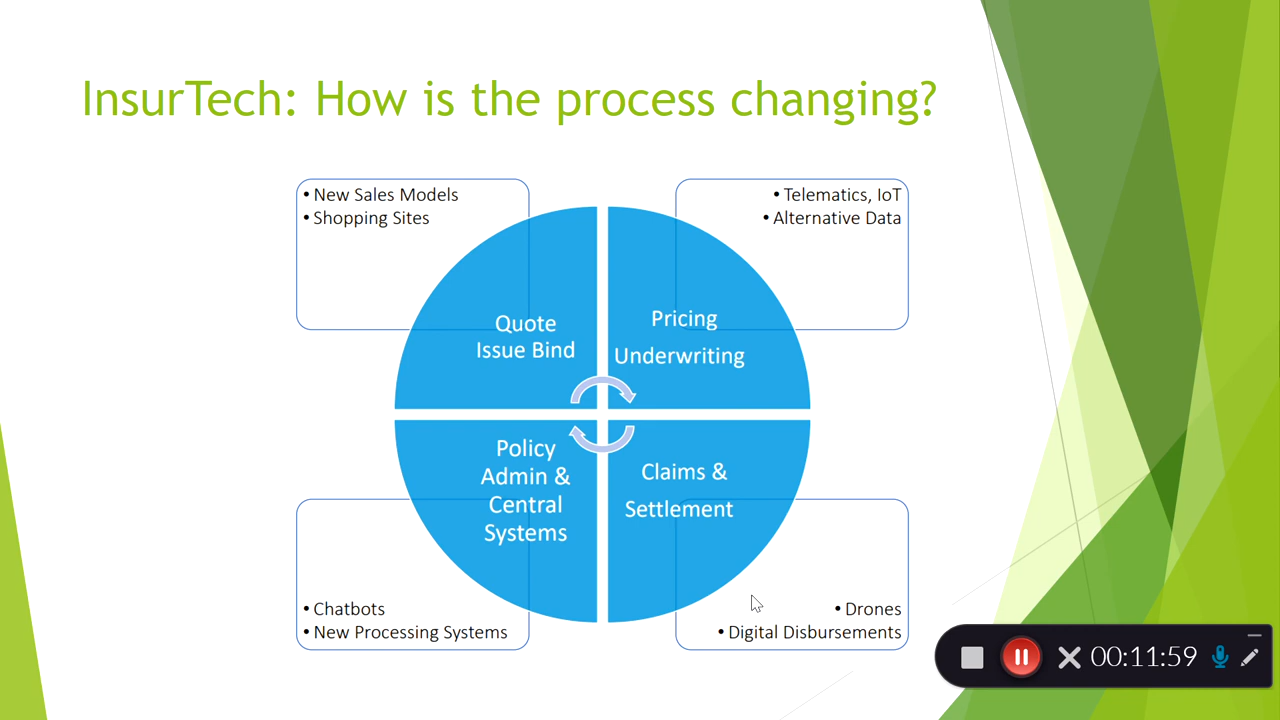 InsurTech: How is the process changing?
• New Sales Models
• Shopping Sites
• Telematics, IoT
• Alternative Data
Quote
Issue Bind
Pricing
Underwriting
Policy
Admin &
Central
Systems
Claims &
Settlement
• Chatbots
• New Processing Systems
• Drones
• Digital Disbursements
00:11:59